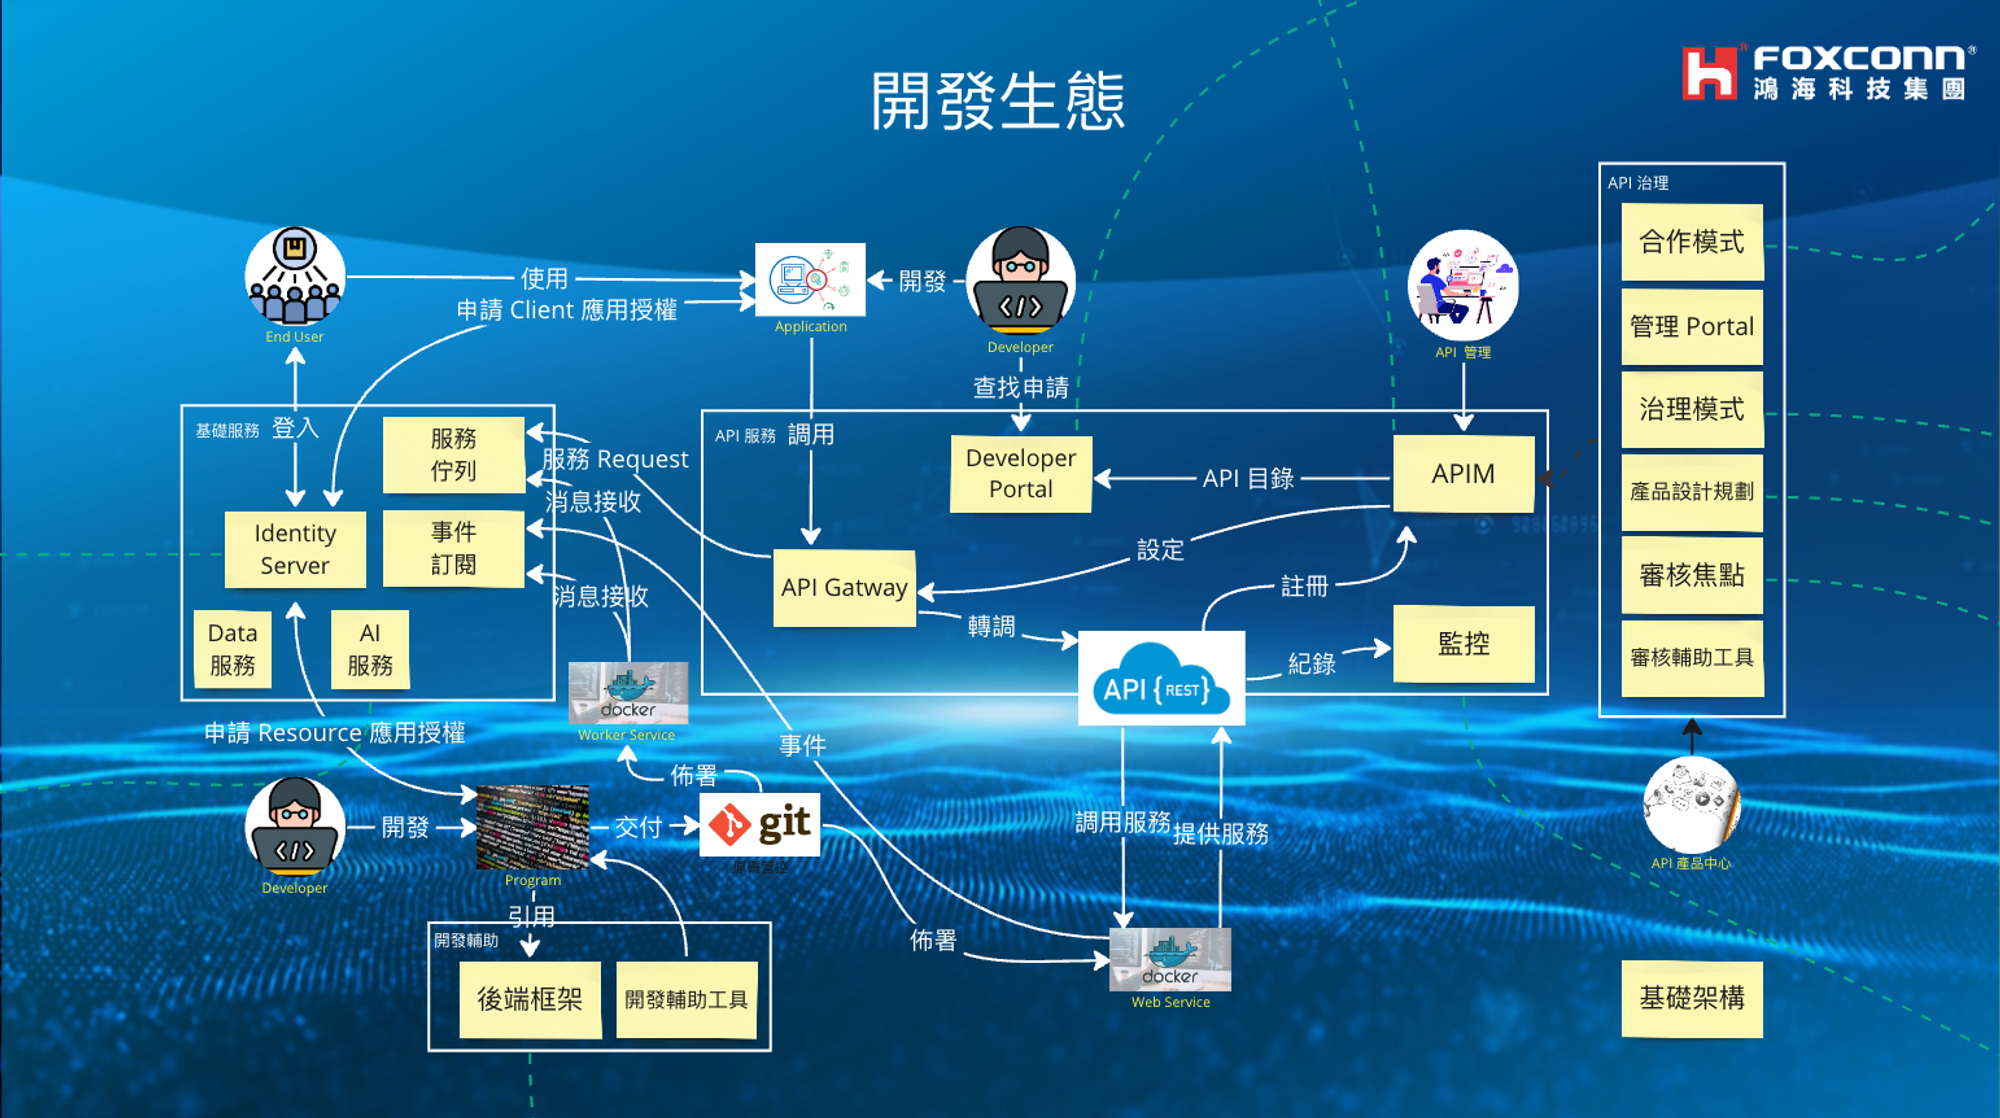 開發生態
FOXCONN®
鴻海科技集團
API 治理
合作模式
管理 Portal
治理模式
產品設計規劃
審核焦點
審核輔助工具
API 產品中心
基礎架構
End User
使用
申請 Client 應用授權
Application
開發
Developer
查找申請
API 管理
基礎服務
登入
服務
佇列
事件
訂閱
Identity
Server
Data
服務
AI
服務
服務 Request
消息接收
消息接收
API 服務
調用
Developer
Portal
API 目錄
APIM
設定
API Gatway
轉調
註冊
紀錄
監控
API {REST}
docker
Worker Service
申請 Resource 應用授權
事件
佈署
Developer
開發
Program
交付
git
源碼管控
引用
開發輔助
後端框架
開發輔助工具
調用服務
提供服務
佈署
docker
Web Service